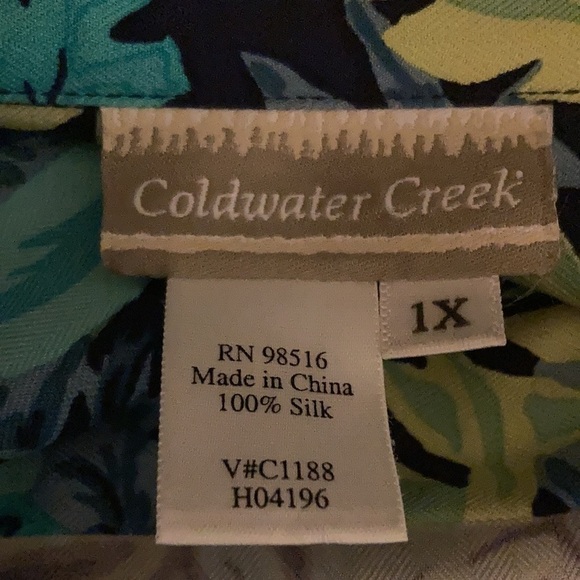 Coldwater Creek
1X
RN 98516
Made in China
100% Silk
V#C1188
H04196